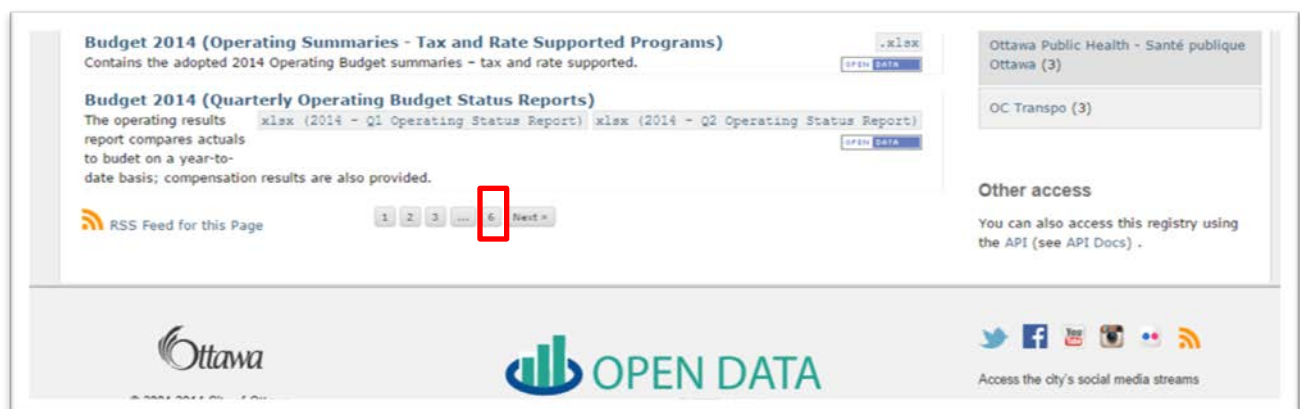 Budget 2014 (Operating Summaries - Tax and Rate Supported Programs)
.xlsx
Contains the adopted 2014 Operating Budget summaries – tax and rate supported.
OPEN DATA
Budget 2014 (Quarterly Operating Budget Status Reports)
The operating results
xlsx (2014 - Q1 Operating Status Report) xlsx (2014 - Q2 Operating Status Report)
report compares actuals
OPEN DATA
to budet on a year-to-
date basis; compensation results are also provided.
RSS Feed for this Page
1 2 3 ... 6 Next »
Ottawa Public Health - Santé publique
Ottawa (3)
OC Transpo (3)
Other access
You can also access this registry using
the API (see API Docs) .
Ottawa
OPEN DATA
You
Access the city's social media streams